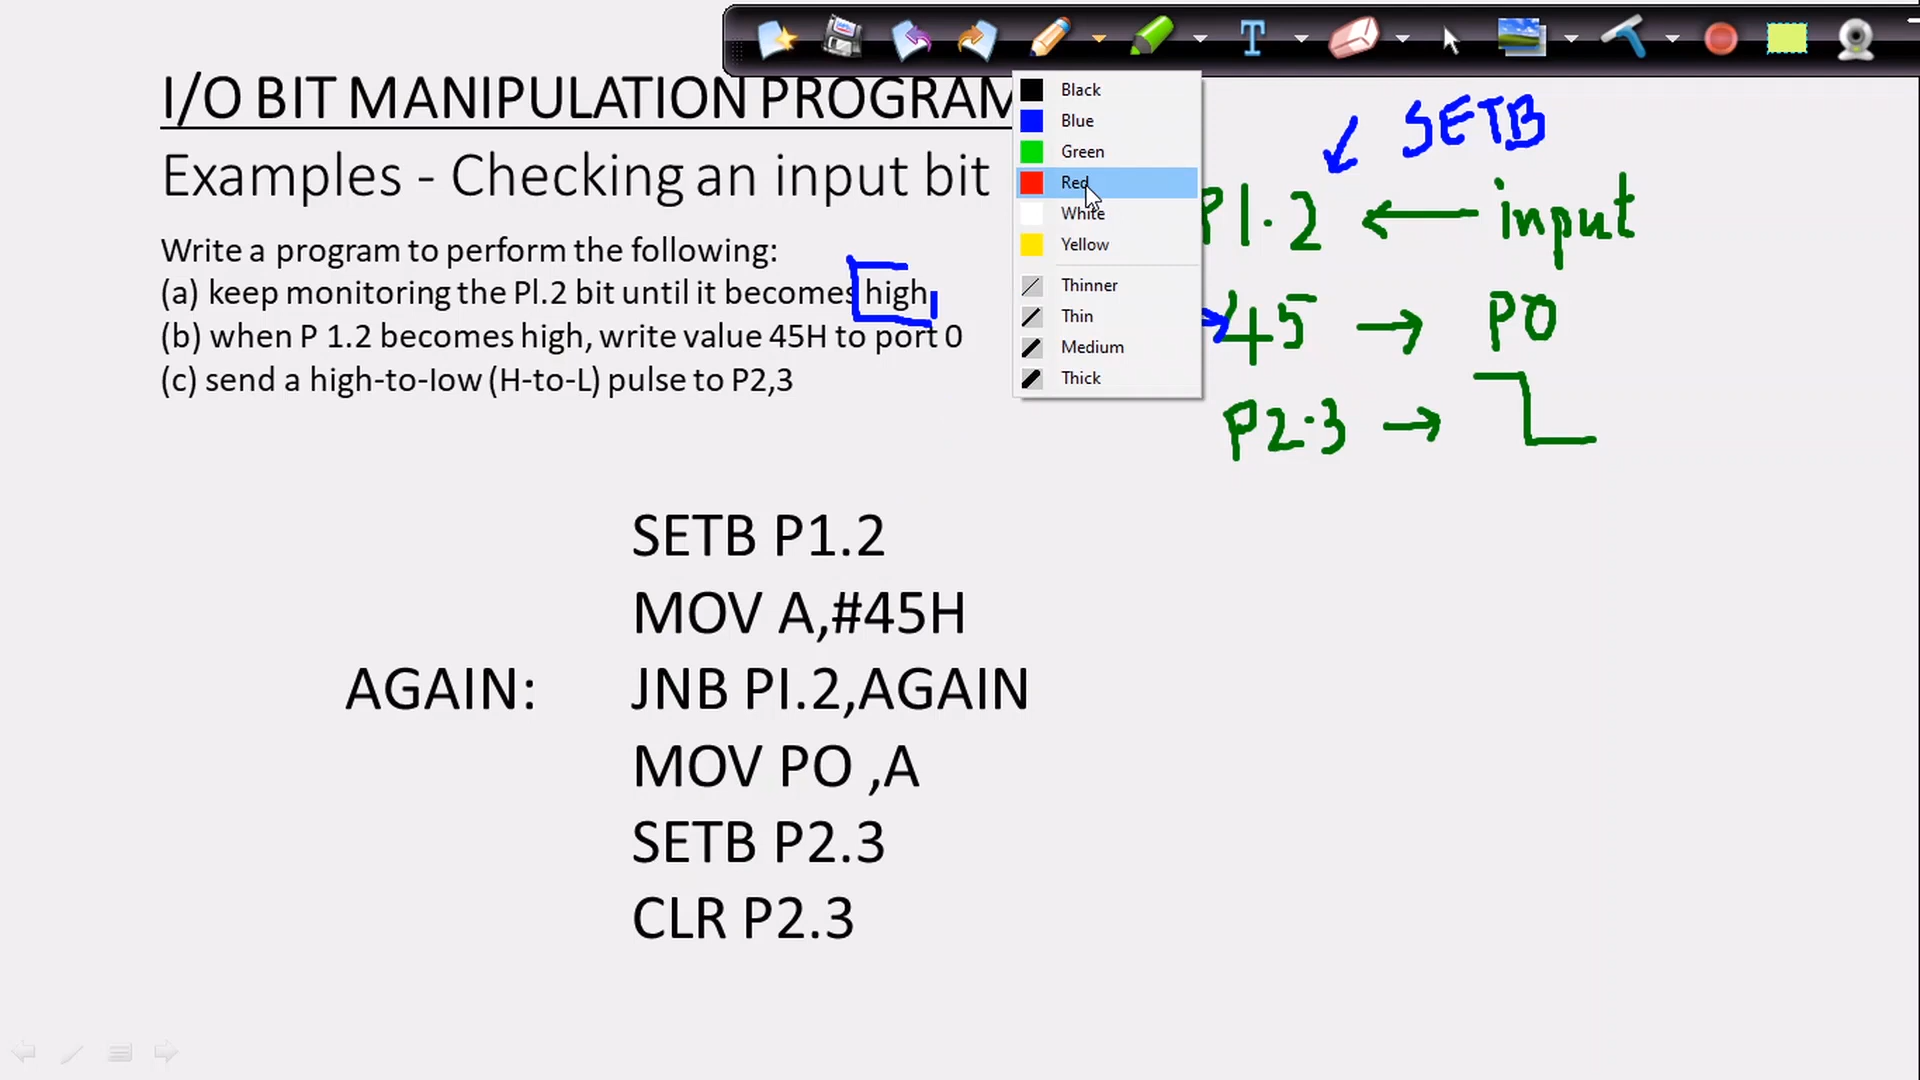 I/O BIT MANIPULATION PROGRAM
Examples - Checking an input bit
Write a program to perform the following:
(a) keep monitoring the Pl.2 bit until it becomes high
(b) when P 1.2 becomes high, write value 45H to port 0
(c) send a high-to-Iow (H-to-L) pulse to P2,3
T
Black
Blue
Green
Red
White
Yellow
Thinner
Thin
Medium
Thick
SETB
P1.2 ← input
45 → P0
P2.3 →
SETB P1.2
MOV A,#45H
AGAIN: JNB PI.2,AGAIN
MOV PO ,A
SETB P2.3
CLR P2.3